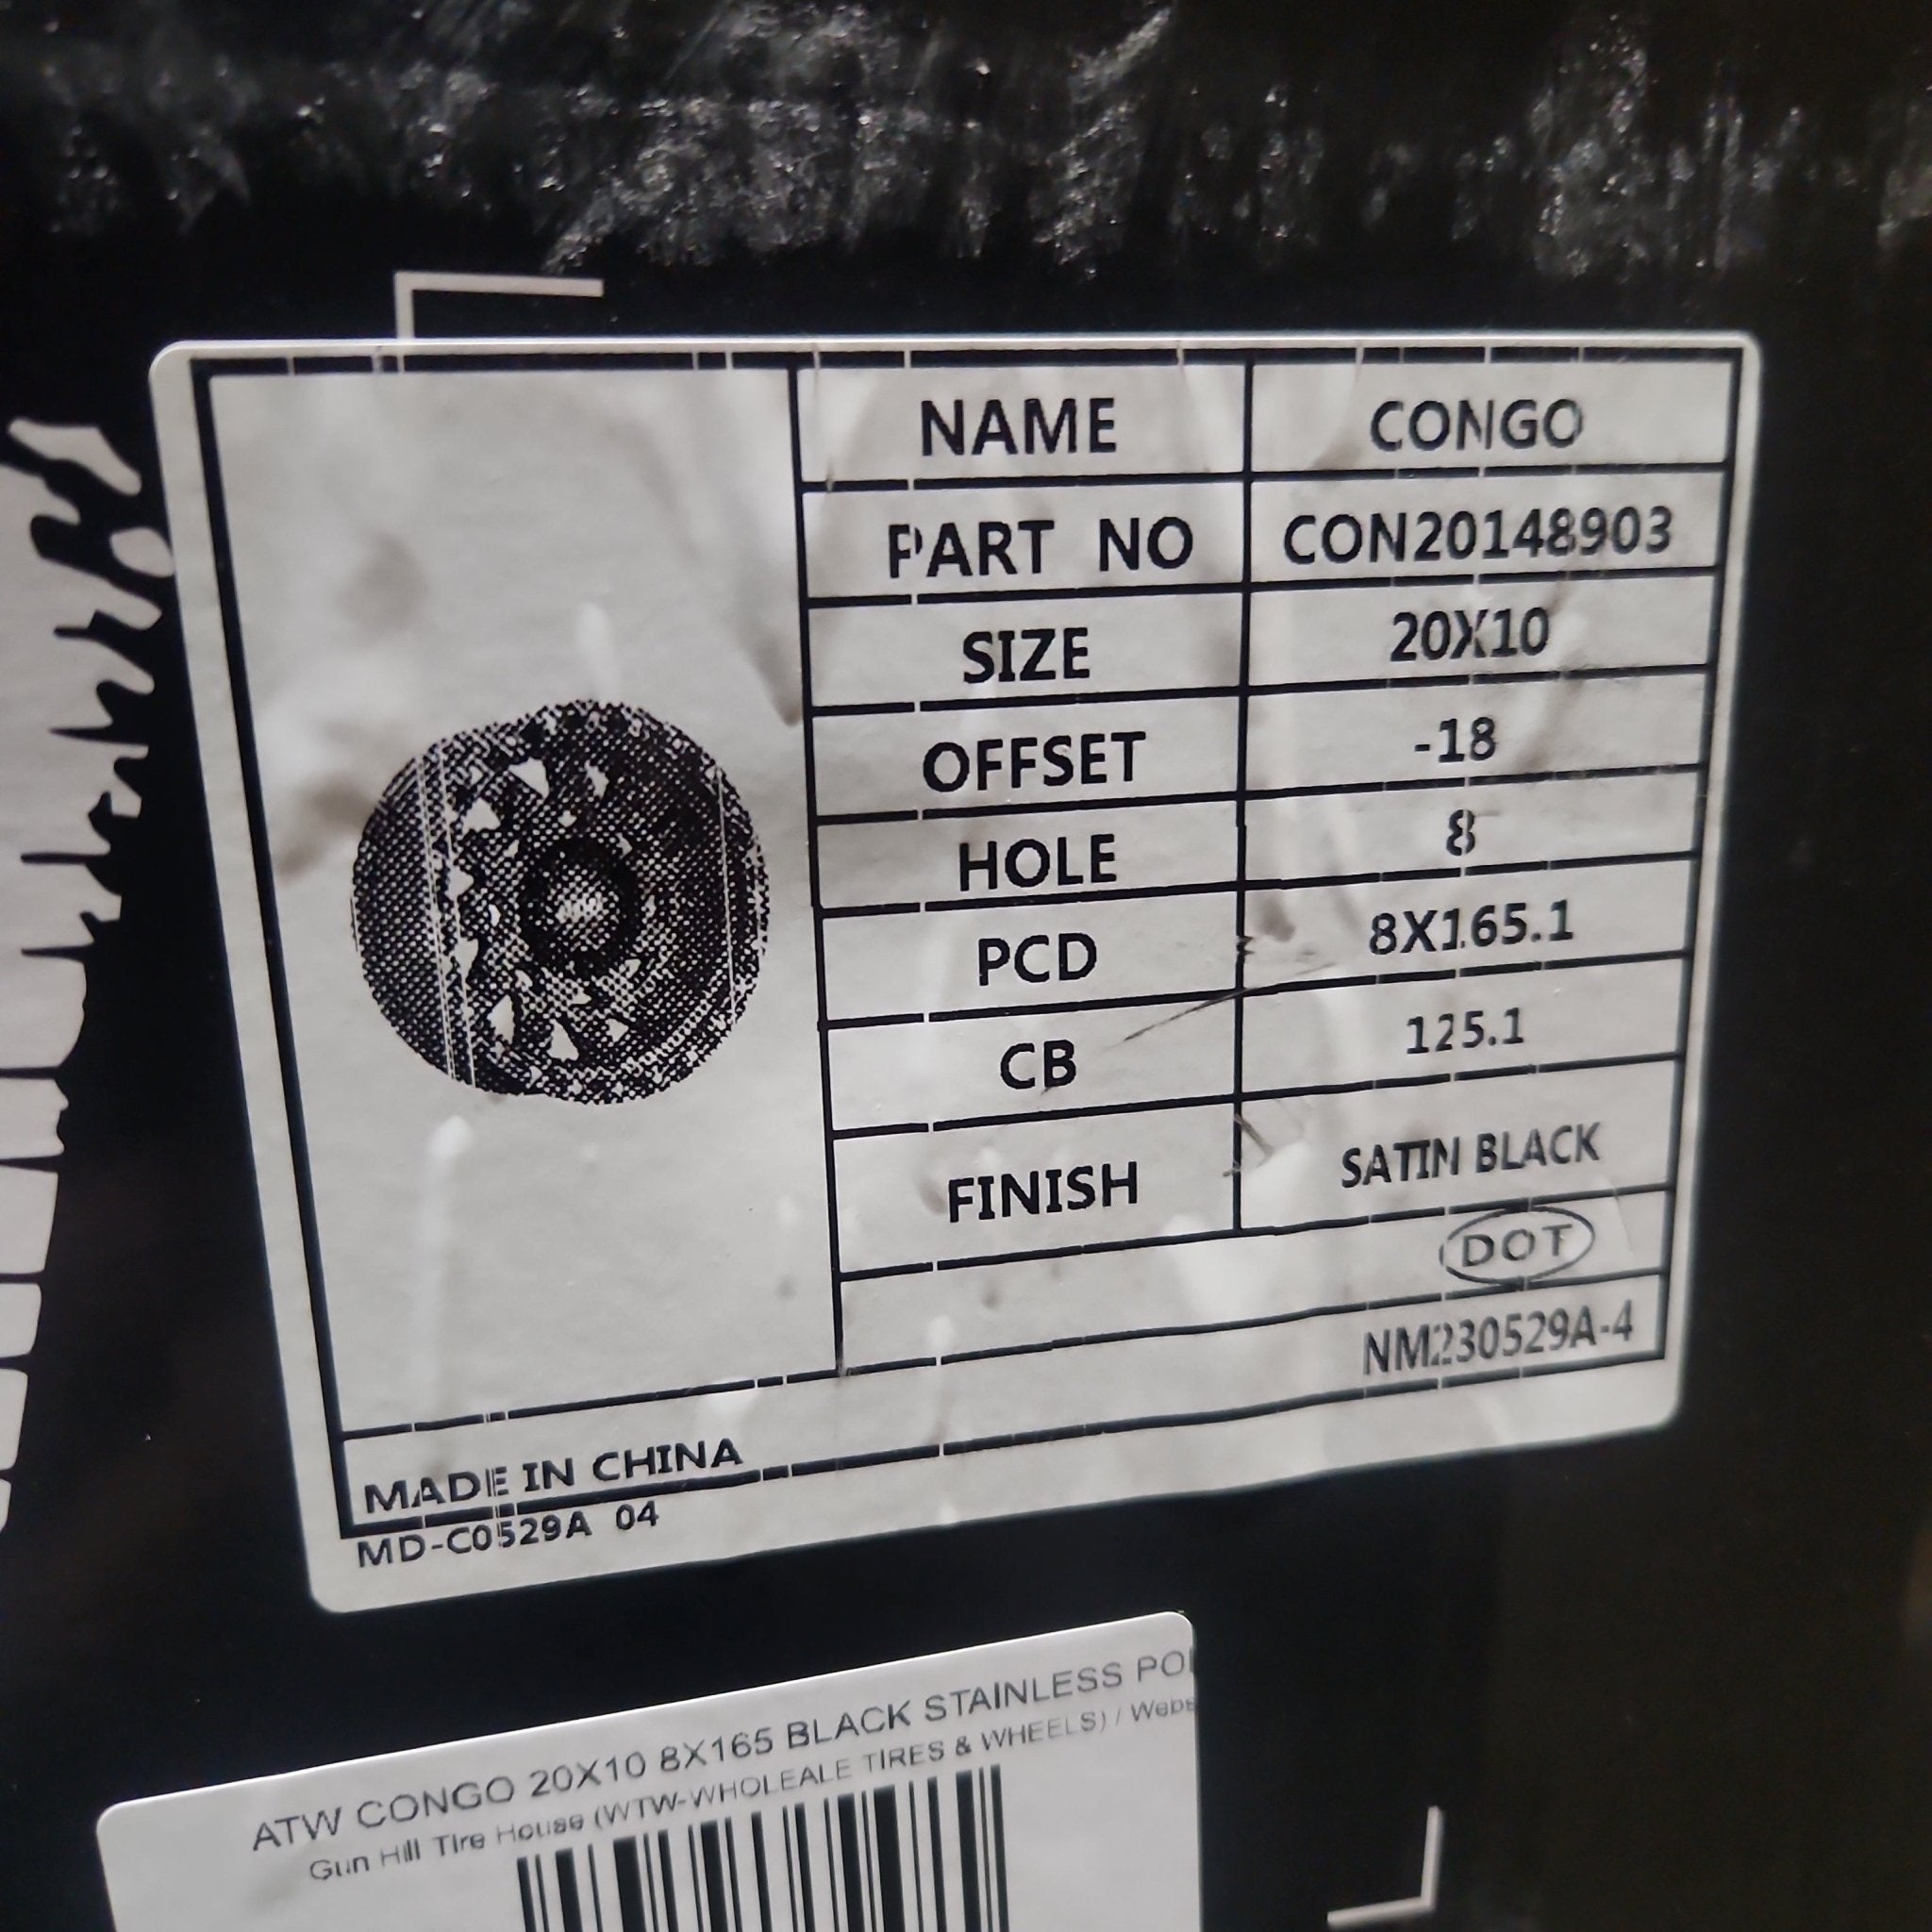 NAME CONGO
PART NO CON20148903
SIZE 20X10
OFFSET -18
HOLE 8
PCD 8X165.1
CB 125.1
FINISH SATIN BLACK
DOT
NM230529A-4
MADE IN CHINA
MD-C0529A 04
ATW CONGO 20X10 8X165 BLACK STAINLESS
Gun Hill Tire House (WTW-WHOLEALE TIRES & WHEELS) /